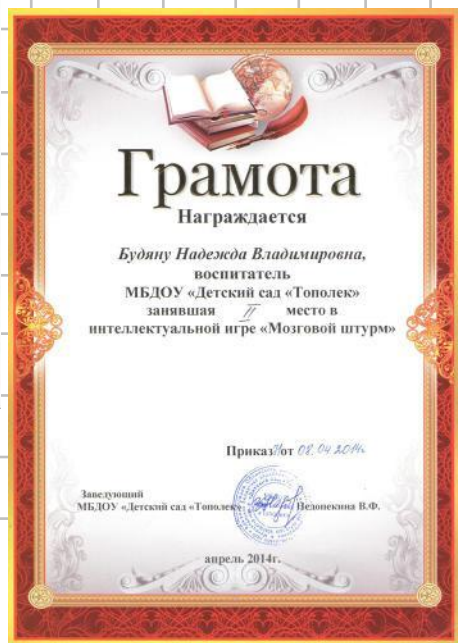 Грамота
Награждается
Будяну Надежда Владимировна,
воспитатель
МБДОУ «Детский сад «Тополек»
занявшая II место в
интеллектуальной игре «Мозговой штурм»
Приказ от 08.04.2014г.
Заведующий
МБДОУ «Детский сад «Тополек» Недопекина В.Ф.
апрель 2014г.